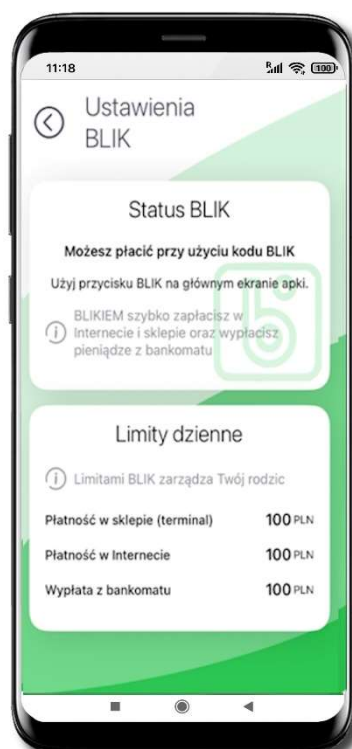 11:18
R
100
Ustawienia
BLIK
Status BLIK
Możesz płacić przy użyciu kodu BLIK
Użyj przycisku BLIK na głównym ekranie apki.
BLIKIEM szybko zapłacisz w
Internecie i sklepie oraz wypłacisz
pieniądze z bankomatu
Limity dzienne
Limitami BLIK zarządza Twój rodzic
Płatność w sklepie (terminal) 100 PLN
Płatność w Internecie 100 PLN
Wypłata z bankomatu 100 PLN